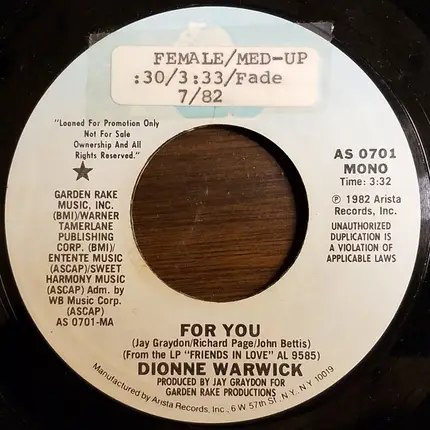 FEMALE/MED-UP
:30/3:33/Fade
7/82
"Loaned For Promotion Only
Not For Sale
Ownership And All
Rights Reserved."
GARDEN RAKE
MUSIC, INC.
(BMI)/WARNER
TAMERLANE
PUBLISHING
CORP. (BMI)/
ENTENTE MUSIC
(ASCAP)/SWEET
HARMONY MUSIC
(ASCAP) Adm. by
WB Music Corp.
(ASCAP)
AS 0701-MA
AS 0701
MONO
Time: 3:32
℗ 1982 Arista
Records, Inc.
UNAUTHORIZED
DUPLICATION IS
A VIOLATION OF
APPLICABLE LAWS
FOR YOU
(Jay Graydon/Richard Page/John Bettis)
(From the LP "FRIENDS IN LOVE" AL 9585)
DIONNE WARWICK
PRODUCED BY JAY GRAYDON FOR
GARDEN RAKE PRODUCTIONS
Manufactured by Arista Records, Inc., 6 W 57th ST., N.Y., N.Y. 10019